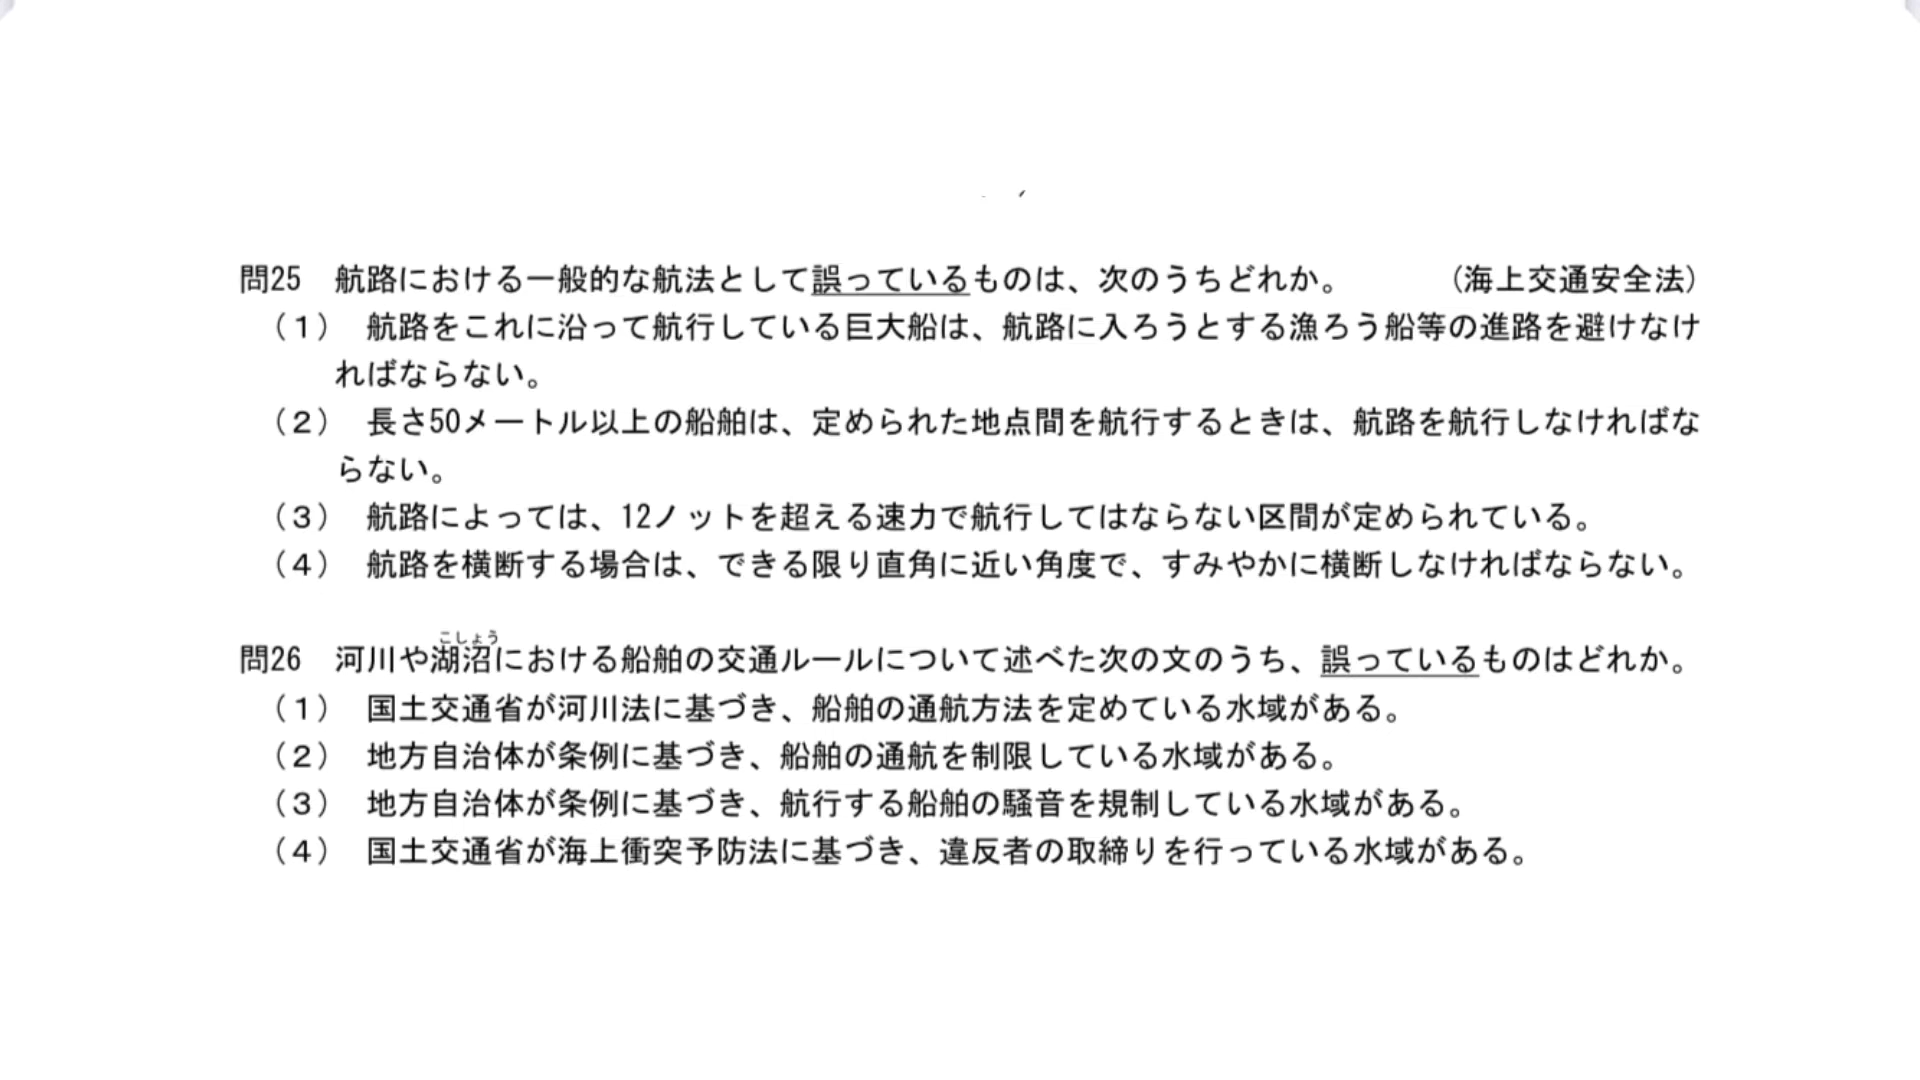 問25 航路における一般的な航法として誤っているものは、次のうちどれか。 (海上交通安全法)
(1) 航路をこれに沿って航行している巨大船は、航路に入ろうとする漁ろう船等の進路を避けなけ
ればならない。
(2) 長さ50メートル以上の船舶は、定められた地点間を航行するときは、航路を航行しなければな
らない。
(3) 航路によっては、12ノットを超える速力で航行してはならない区間が定められている。
(4) 航路を横断する場合は、できる限り直角に近い角度で、すみやかに横断しなければならない。
こしょう
問26 河川や湖沼における船舶の交通ルールについて述べた次の文のうち、誤っているものはどれか。
(1) 国土交通省が河川法に基づき、船舶の通航方法を定めている水域がある。
(2) 地方自治体が条例に基づき、船舶の通航を制限している水域がある。
(3) 地方自治体が条例に基づき、航行する船舶の騒音を規制している水域がある。
(4) 国土交通省が海上衝突予防法に基づき、違反者の取締りを行っている水域がある。